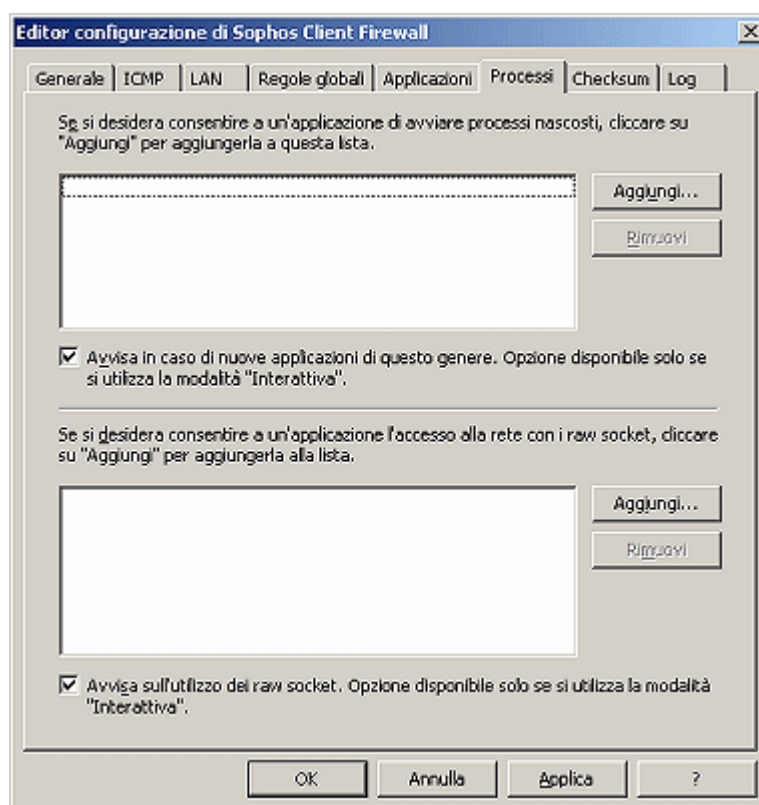 Editor configurazione di Sophos Client Firewall
Generale ICMP LAN Regole globali Applicazioni Processi Checksum Log
Se si desidera consentire a un'applicazione di avviare processi nascosti, cliccare su
"Aggiungi" per aggiungerla a questa lista.
Aggiungi...
Rimuovi
Avvisa in caso di nuove applicazioni di questo genere. Opzione disponibile solo se
si utilizza la modalità "Interattiva".
Se si desidera consentire a un'applicazione l'accesso alla rete con i raw socket, cliccare
su "Aggiungi" per aggiungerla alla lista.
Aggiungi...
Rimuovi
Avvisa sull'utilizzo dei raw socket. Opzione disponibile solo se si utilizza la modalità
"Interattiva".
OK Annulla Applica ?